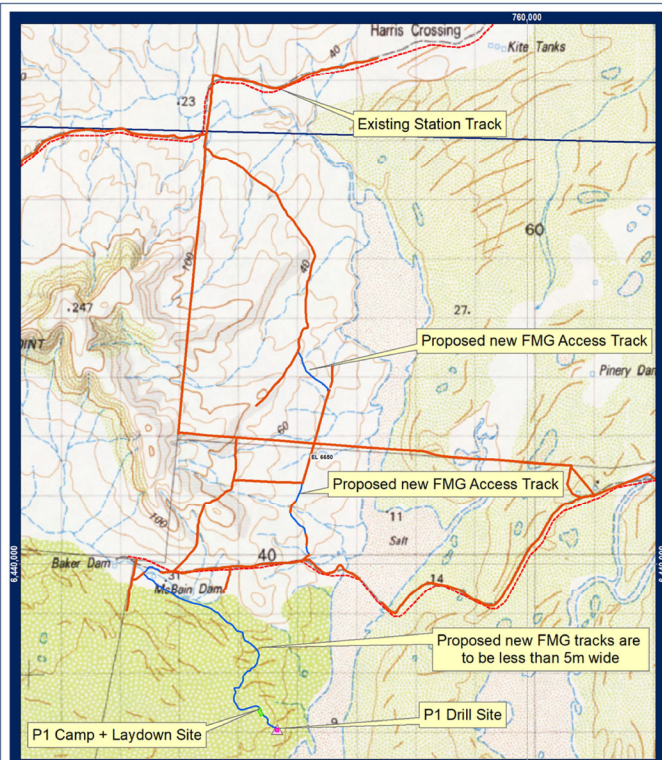 760,000
Harris Crossing
40
Kite Tanks
23
Existing Station Track
60
100
40
247
27
OINT
Proposed new FMG Access Track
Pinery Dam
60
EL 6650
Proposed new FMG Access Track
100
11
Salt
6,440,000
Baker Dam
40
31
McBain Dam
14
Proposed new FMG tracks are
to be less than 5m wide
P1 Camp + Laydown Site
P1 Drill Site
9